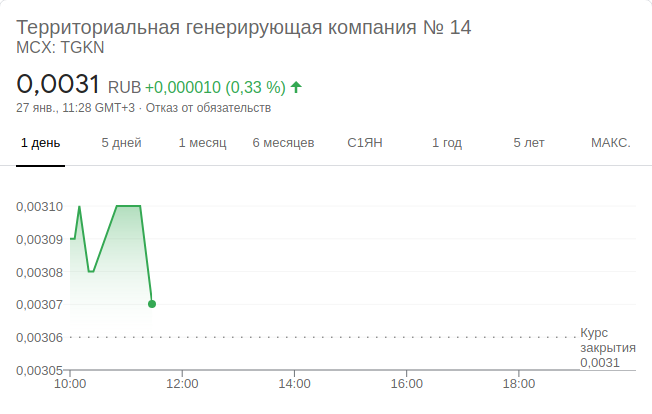 Территориальная генерирующая компания № 14
MCX: TGKN
0,0031 RUB +0,000010 (0,33 %)
27 янв., 11:28 GMT+3 · Отказ от обязательств
1 день 5 дней 1 месяц 6 месяцев С1ЯН 1 год 5 лет МАКС.
0,00310
0,00309
0,00308
0,00307
0,00306
Курс
закрытия
0,0031
0,00305
10:00 12:00 14:00 16:00 18:00